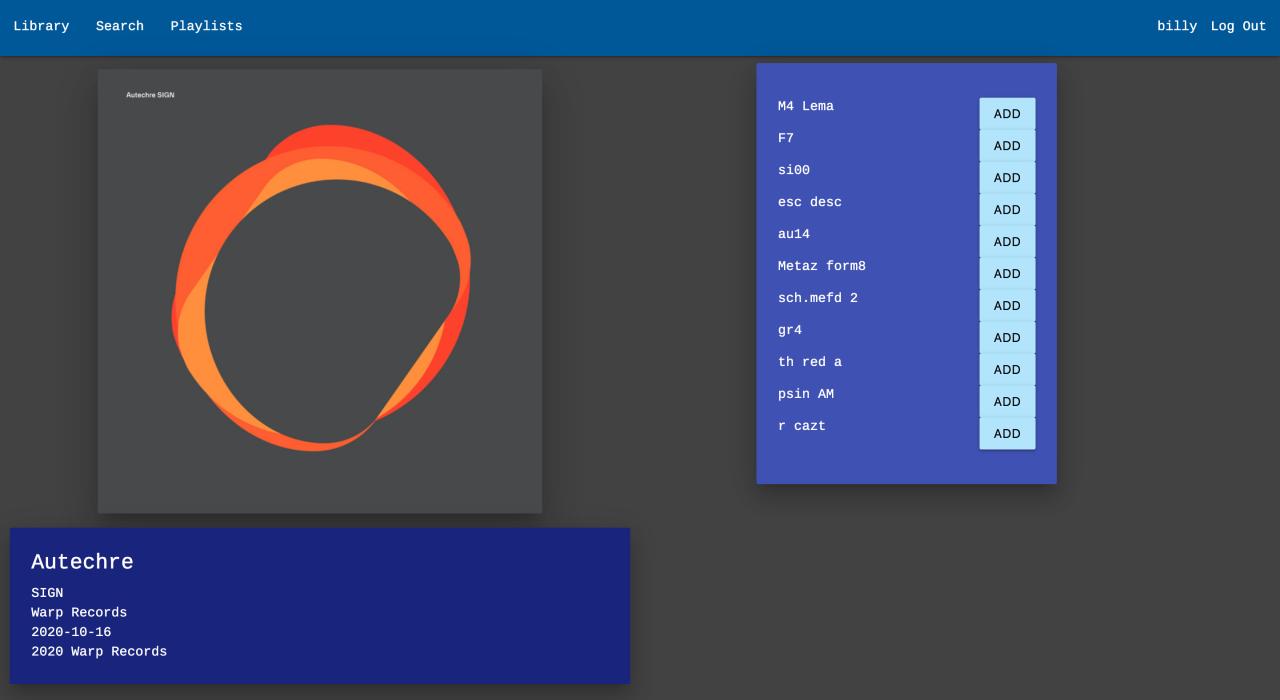 Library Search Playlists billy Log Out
Autechre SIGN
M4 Lema ADD
F7 ADD
si00 ADD
esc desc ADD
au14 ADD
Metaz form8 ADD
sch.mefd 2 ADD
gr4 ADD
th red a ADD
psin AM ADD
r cazt ADD
Autechre
SIGN
Warp Records
2020-10-16
2020 Warp Records